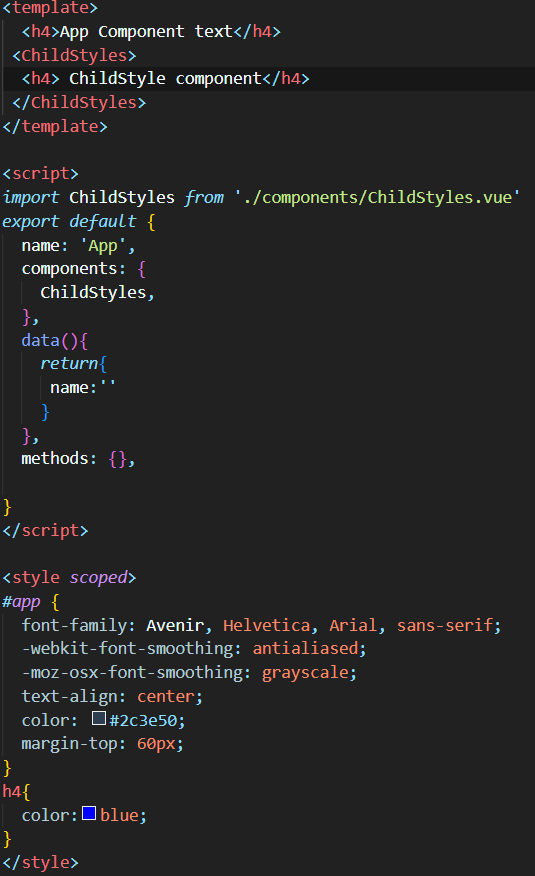 <template>
  <h4>App Component text</h4>
 <ChildStyles>
  <h4> ChildStyle component</h4>
 </ChildStyles>
</template>

<script>
import ChildStyles from './components/ChildStyles.vue'
export default {
  name: 'App',
  components: {
    ChildStyles,
  },
  data(){
    return{
     name:''
    }
  },
  methods: {},

}
</script>

<style scoped>
#app {
  font-family: Avenir, Helvetica, Arial, sans-serif;
  -webkit-font-smoothing: antialiased;
  -moz-osx-font-smoothing: grayscale;
  text-align: center;
  color: #2c3e50;
  margin-top: 60px;
}
h4{
  color:blue;
}
</style>